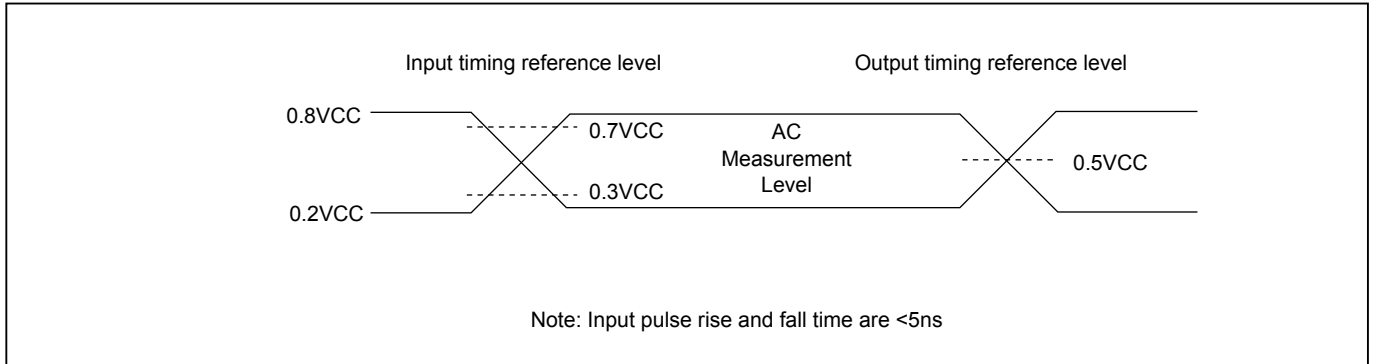 Input timing reference level
Output timing reference level
0.8VCC
0.7VCC
AC
Measurement
Level
0.5VCC
0.3VCC
0.2VCC
Note: Input pulse rise and fall time are <5ns